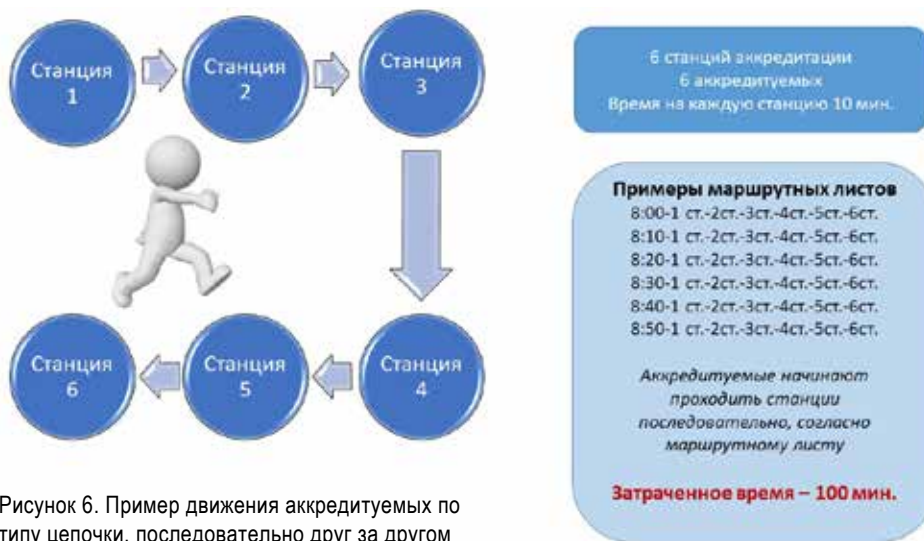 Станция
1
Станция
2
Станция
3
6 станций аккредитации
6 аккредитуемых
Время на каждую станцию 10 мин.
Примеры маршрутных листов
8:00-1 ст.-2ст.-3ст.-4ст.-5ст.-6ст.
8:10-1 ст.-2ст.-3ст.-4ст.-5ст.-6ст.
8:20-1 ст.-2ст.-3ст.-4ст.-5ст.-6ст.
8:30-1 ст.-2ст.-3ст.-4ст.-5ст.-6ст.
8:40-1 ст.-2ст.-3ст.-4ст.-5ст.-6ст.
8:50-1 ст.-2ст.-3ст.-4ст.-5ст.-6ст.
Аккредитуемые начинают
проходить станции
последовательно, согласно
маршрутному листу
Затраченное время – 100 мин.
Станция
6
Станция
5
Станция
4
Рисунок 6. Пример движения аккредитуемых по
типу цепочки, последовательно друг за другом